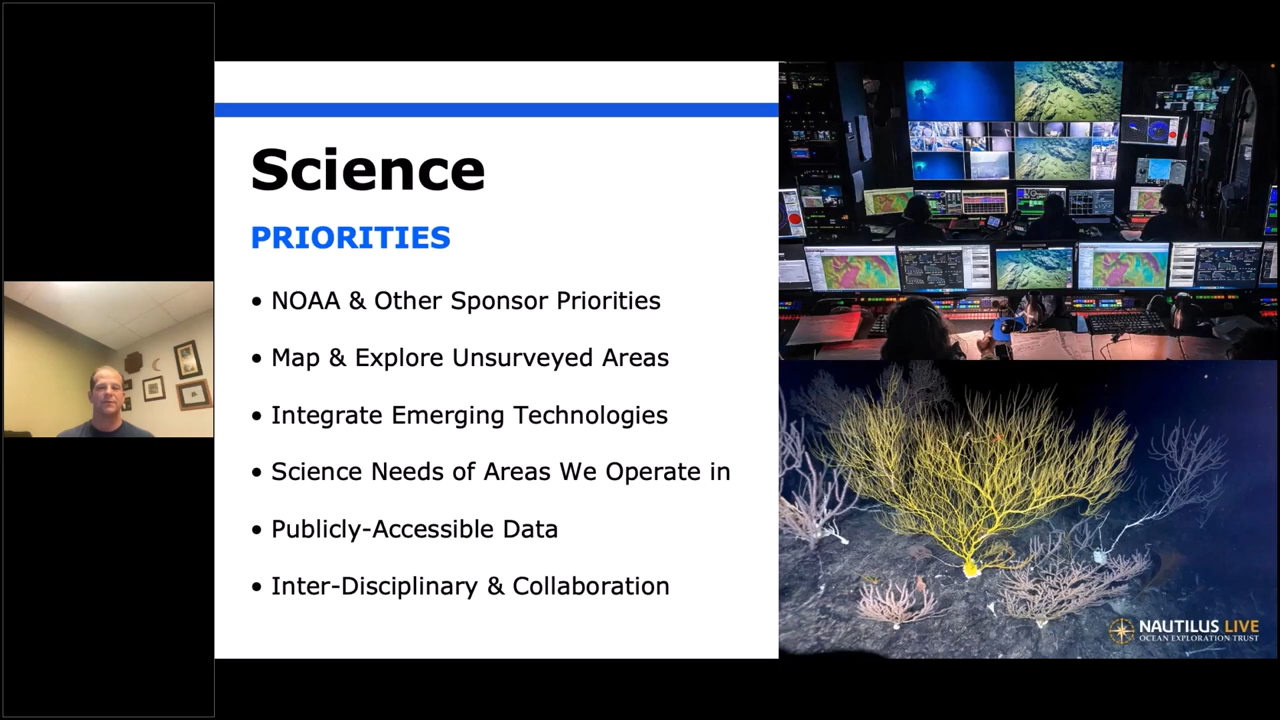 Science
PRIORITIES
• NOAA & Other Sponsor Priorities
• Map & Explore Unsurveyed Areas
• Integrate Emerging Technologies
• Science Needs of Areas We Operate in
• Publicly-Accessible Data
• Inter-Disciplinary & Collaboration
NAUTILUS LIVE
OCEAN EXPLORATION TRUST